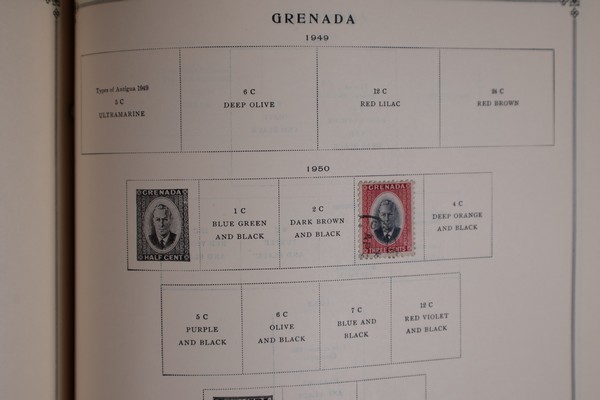 GRENADA
1949
Types of Antigua 1949
5 C
ULTRAMARINE
6 C
DEEP OLIVE
12 C
RED LILAC
24 C
RED BROWN
1950
GRENADA
HALF CENT
1 C
BLUE GREEN
AND BLACK
2 C
DARK BROWN
AND BLACK
GRENADA
THREE CENTS
4 C
DEEP ORANGE
AND BLACK
5 C
PURPLE
AND BLACK
6 C
OLIVE
AND BLACK
7 C
BLUE AND
BLACK
12 C
RED VIOLET
AND BLACK